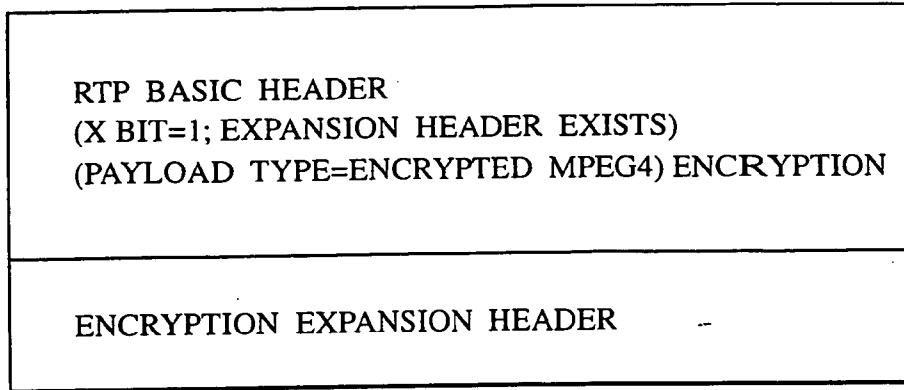 RTP BASIC HEADER
(X BIT=1; EXPANSION HEADER EXISTS)
(PAYLOAD TYPE=ENCRYPTED MPEG4) ENCRYPTION
ENCRYPTION EXPANSION HEADER